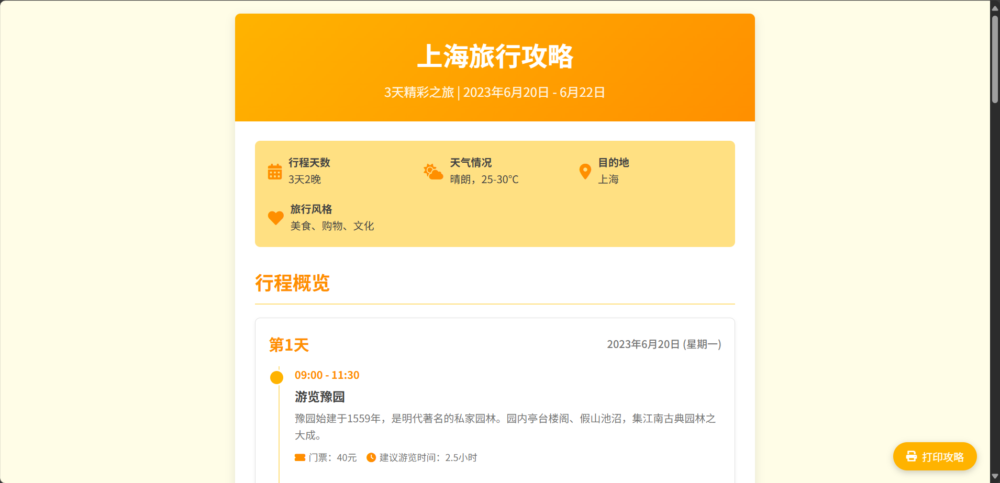 上海旅行攻略
3天精彩之旅 | 2023年6月20日 - 6月22日
行程天数
3天2晚
天气情况
晴朗，25-30°C
目的地
上海
旅行风格
美食、购物、文化
行程概览
第1天
2023年6月20日 (星期一)
09:00 - 11:30
游览豫园
豫园始建于1559年，是明代著名的私家园林。园内亭台楼阁、假山池沼，集江南古典园林之
大成。
门票：40元
建议游览时间：2.5小时
打印攻略